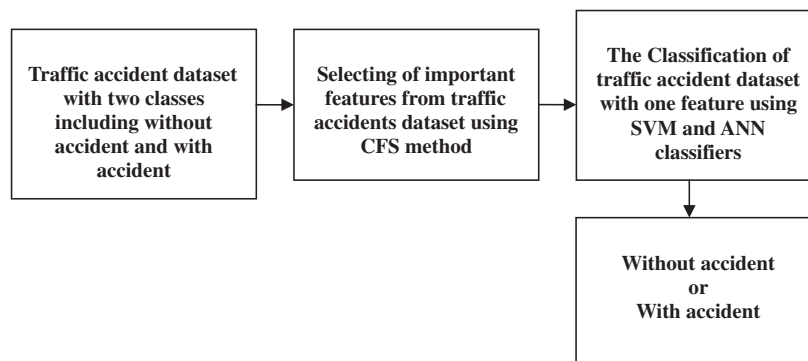 Traffic accident dataset
with two classes
including without
accident and with
accident
Selecting of important
features from traffic
accidents dataset using
CFS method
The Classification of
traffic accident dataset
with one feature using
SVM and ANN
classifiers
Without accident
or
With accident